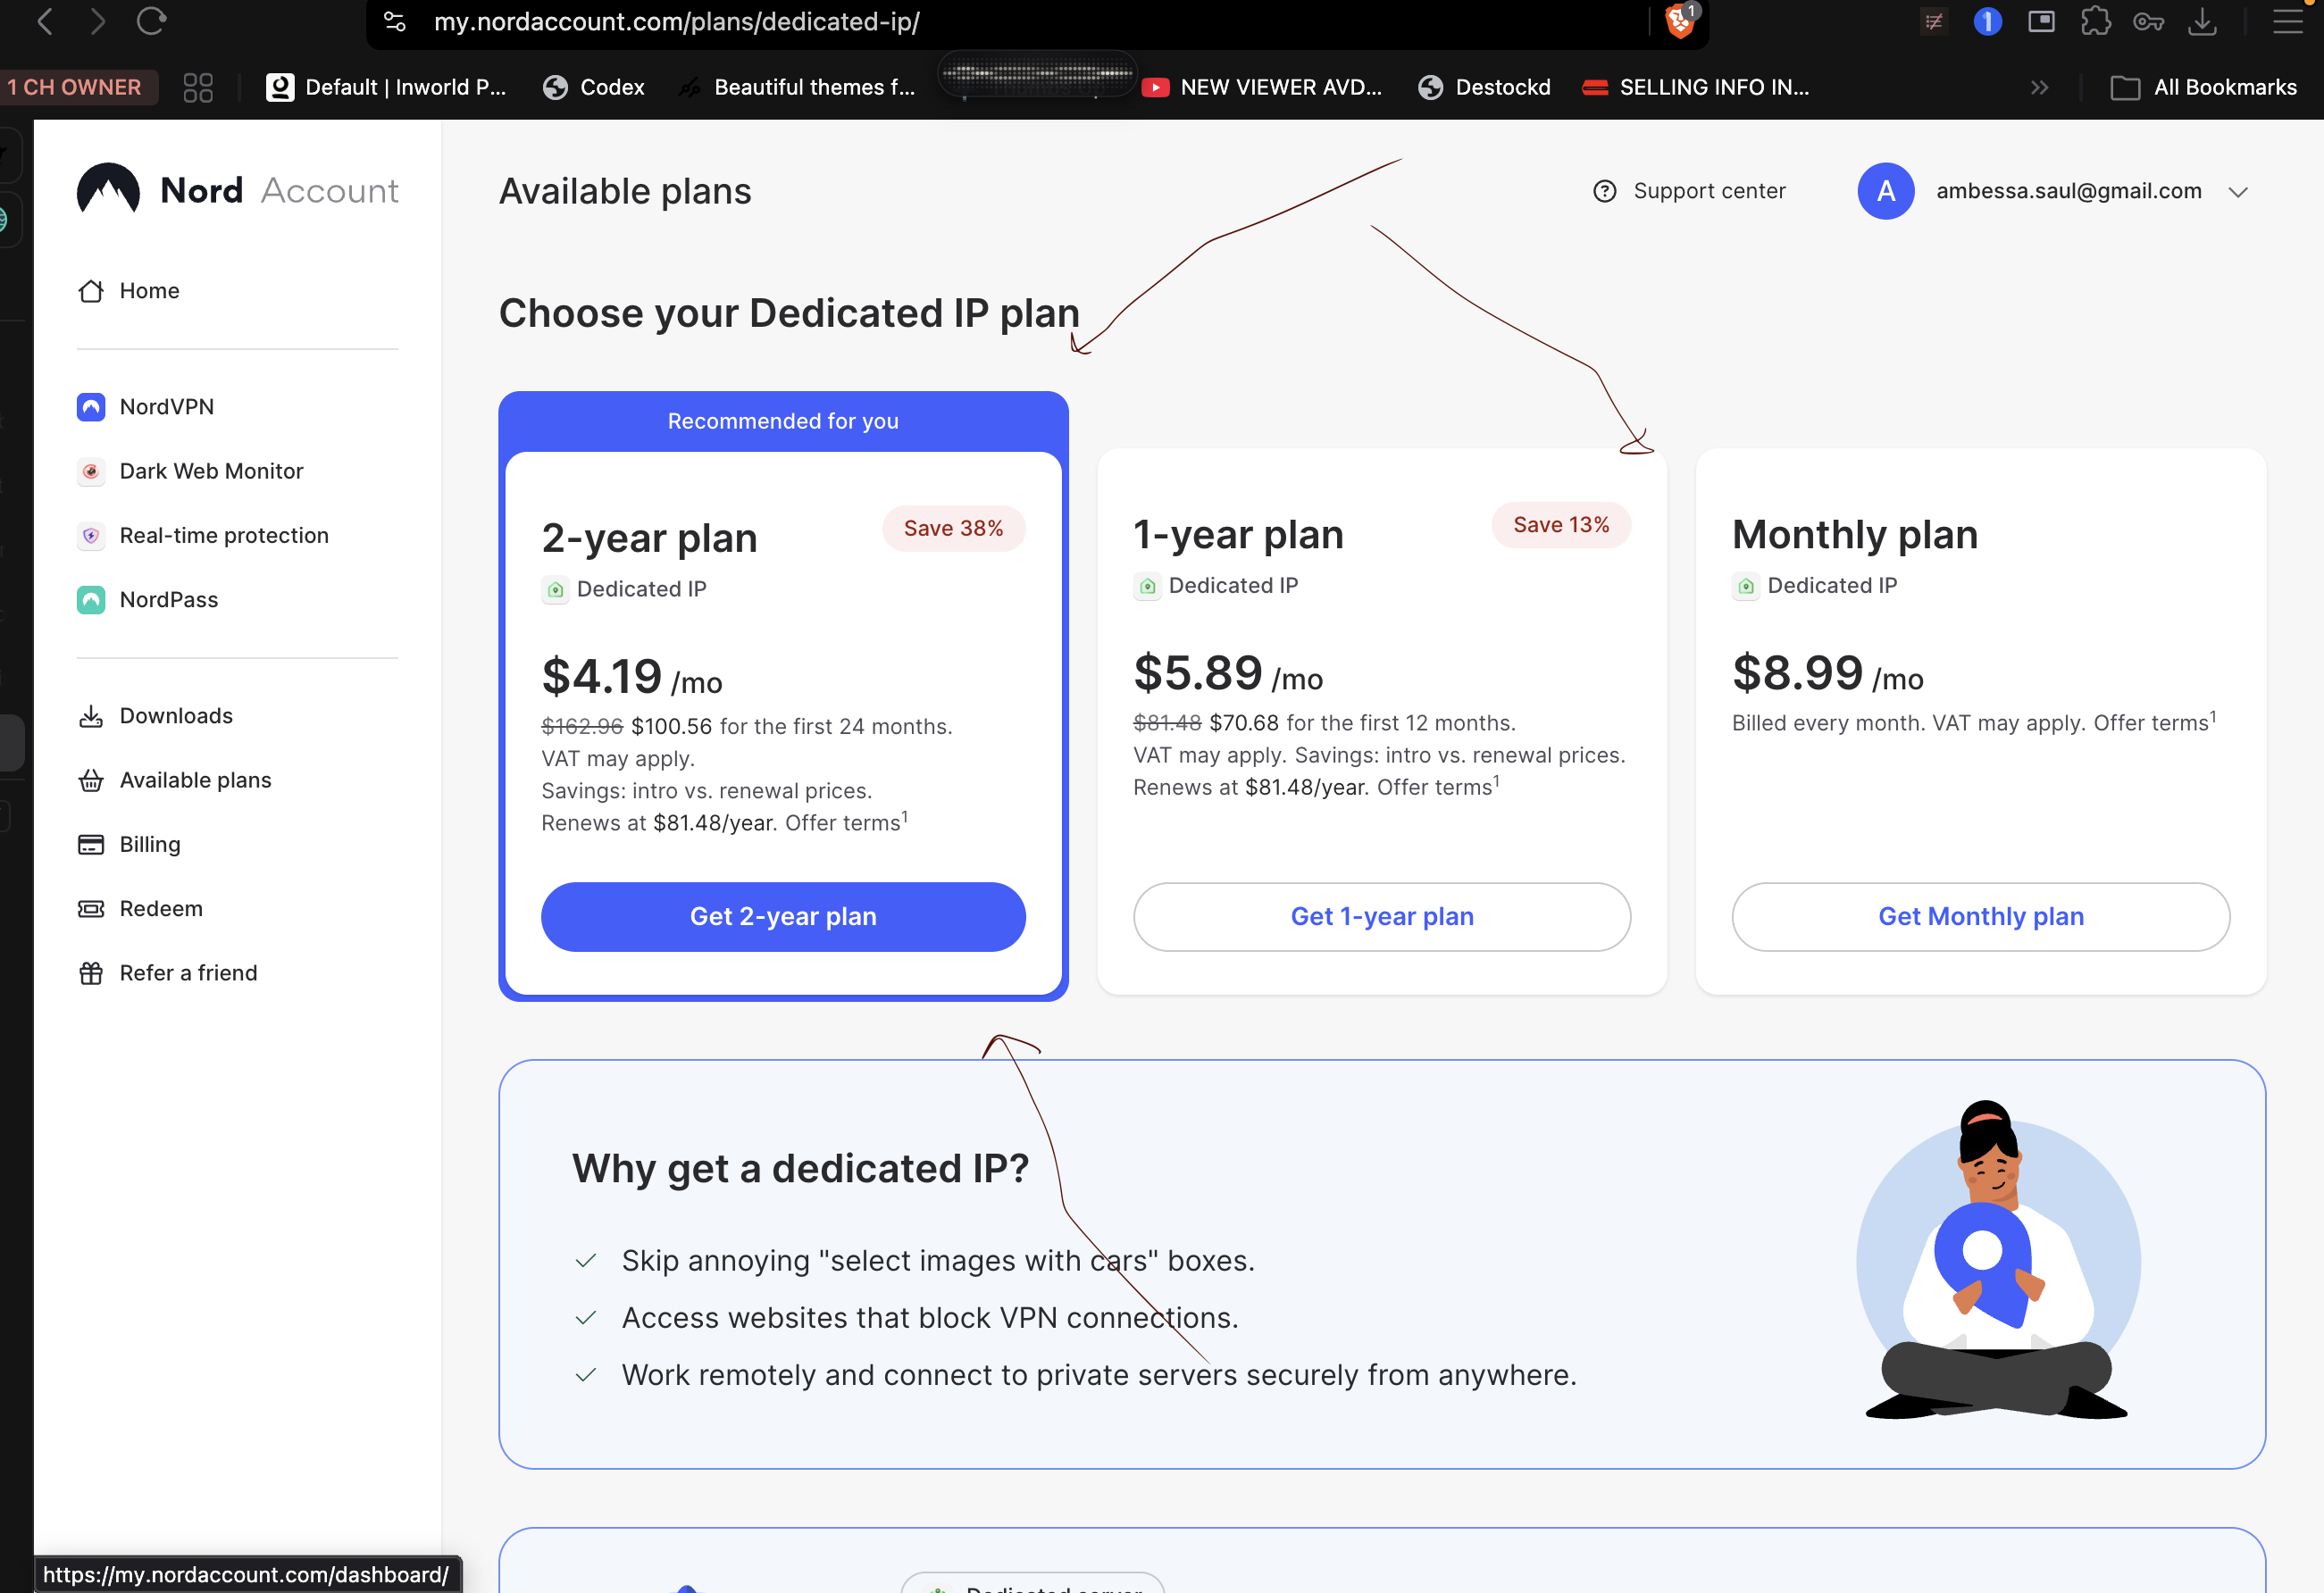 my.nordaccount.com/plans/dedicated-ip/
1
1 CH OWNER
Default | Inworld P...
Codex
Beautiful themes f...
NEW VIEWER AVD...
Destockd
SELLING INFO IN...
All Bookmarks
Nord Account
Available plans
Support center
A
ambessa.saul@gmail.com
Home
NordVPN
Dark Web Monitor
Real-time protection
NordPass
Downloads
Available plans
Billing
Redeem
Refer a friend
Choose your Dedicated IP plan
Recommended for you
2-year plan
Save 38%
Dedicated IP
$4.19 /mo
$162.96 $100.56 for the first 24 months.
VAT may apply.
Savings: intro vs. renewal prices.
Renews at $81.48/year. Offer terms1
Get 2-year plan
1-year plan
Save 13%
Dedicated IP
$5.89 /mo
$81.48 $70.68 for the first 12 months.
VAT may apply. Savings: intro vs. renewal prices.
Renews at $81.48/year. Offer terms1
Get 1-year plan
Monthly plan
Dedicated IP
$8.99 /mo
Billed every month. VAT may apply. Offer terms1
Get Monthly plan
Why get a dedicated IP?
Skip annoying "select images with cars" boxes.
Access websites that block VPN connections.
Work remotely and connect to private servers securely from anywhere.
Dedicated server
https://my.nordaccount.com/dashboard/